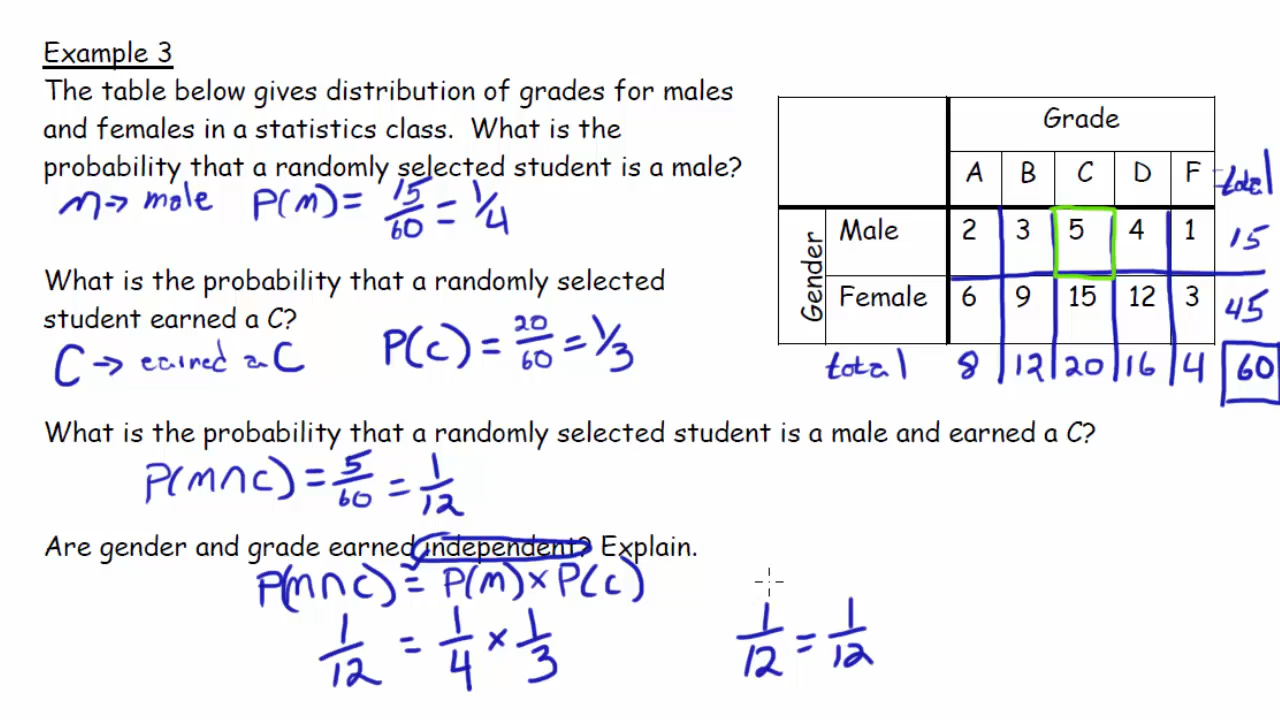 Example 3
The table below gives distribution of grades for males
and females in a statistics class. What is the
probability that a randomly selected student is a male?
M → male P(M) = 15/60 = 1/4
What is the probability that a randomly selected
student earned a C?
C → earned a C P(C) = 20/60 = 1/3
Grade
A B C D F total
Gender
Male 2 3 5 4 1 15
Female 6 9 15 12 3 45
total 8 12 20 16 4 60
What is the probability that a randomly selected student is a male and earned a C?
P(M∩C) = 5/60 = 1/12
Are gender and grade earned independent? Explain.
P(M∩C) = P(M) × P(C)
1/12 = 1/4 × 1/3 1/12 = 1/12